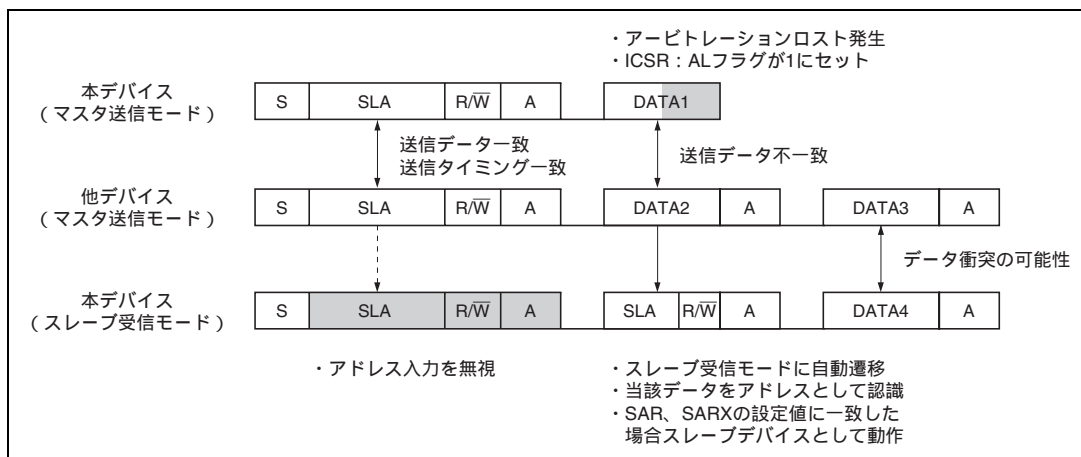 ・アービトレーションロスト発生
・ICSR：ALフラグが1にセット
本デバイス
（マスタ送信モード）
S SLA R/W̅ A DATA1
送信データ一致
送信タイミング一致
送信データ不一致
他デバイス
（マスタ送信モード）
S SLA R/W̅ A DATA2 A DATA3 A
データ衝突の可能性
本デバイス
（スレーブ受信モード）
S SLA R/W̅ A SLA R/W̅ A DATA4 A
・アドレス入力を無視
・スレーブ受信モードに自動遷移
・当該データをアドレスとして認識
・SAR、SARXの設定値に一致した
場合スレーブデバイスとして動作